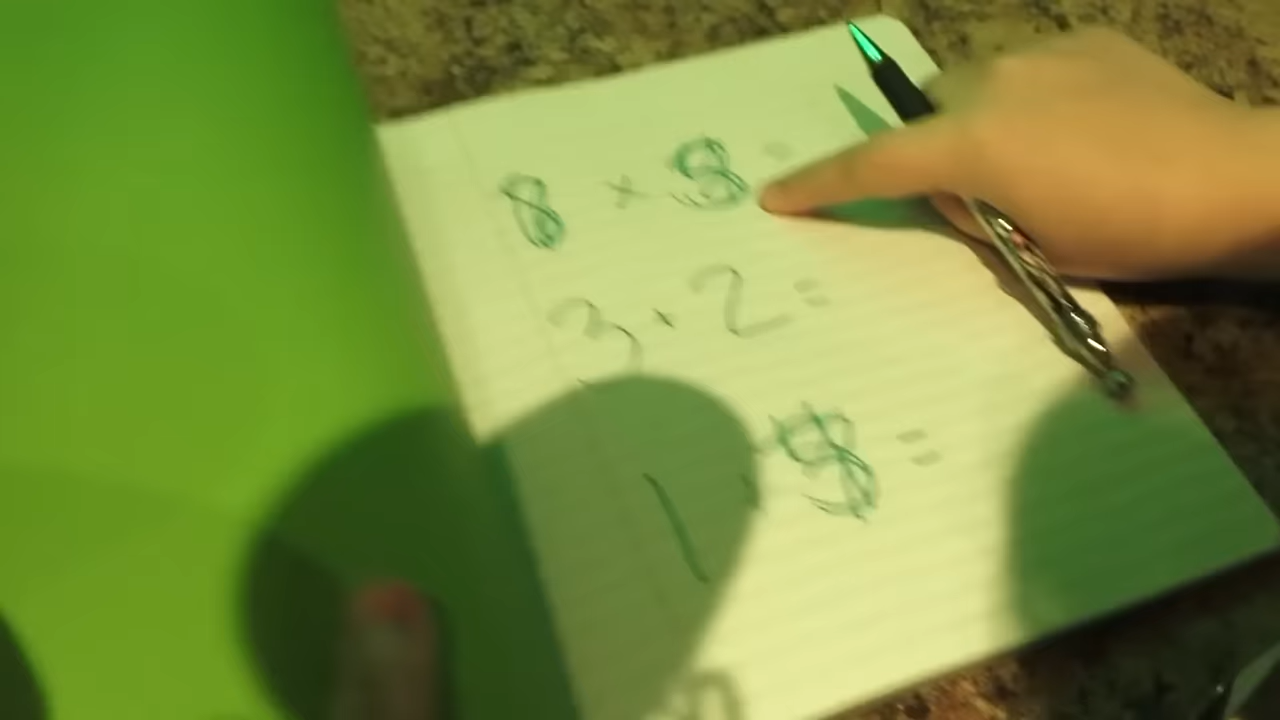 8 × 8 =
3 × 2 =
1 × 8 =